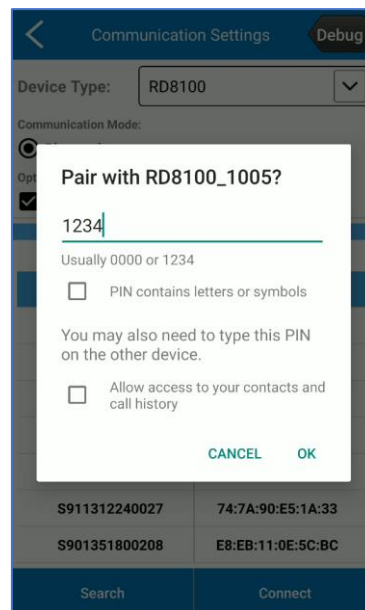 Communication Settings
Debug
Device Type:
RD8100
Communication Mode:
Pair with RD8100_1005?
1234
Usually 0000 or 1234
PIN contains letters or symbols
You may also need to type this PIN
on the other device.
Allow access to your contacts and
call history
CANCEL
OK
S911312240027
74:7A:90:E5:1A:33
S901351800208
E8:EB:11:0E:5C:BC
Search
Connect